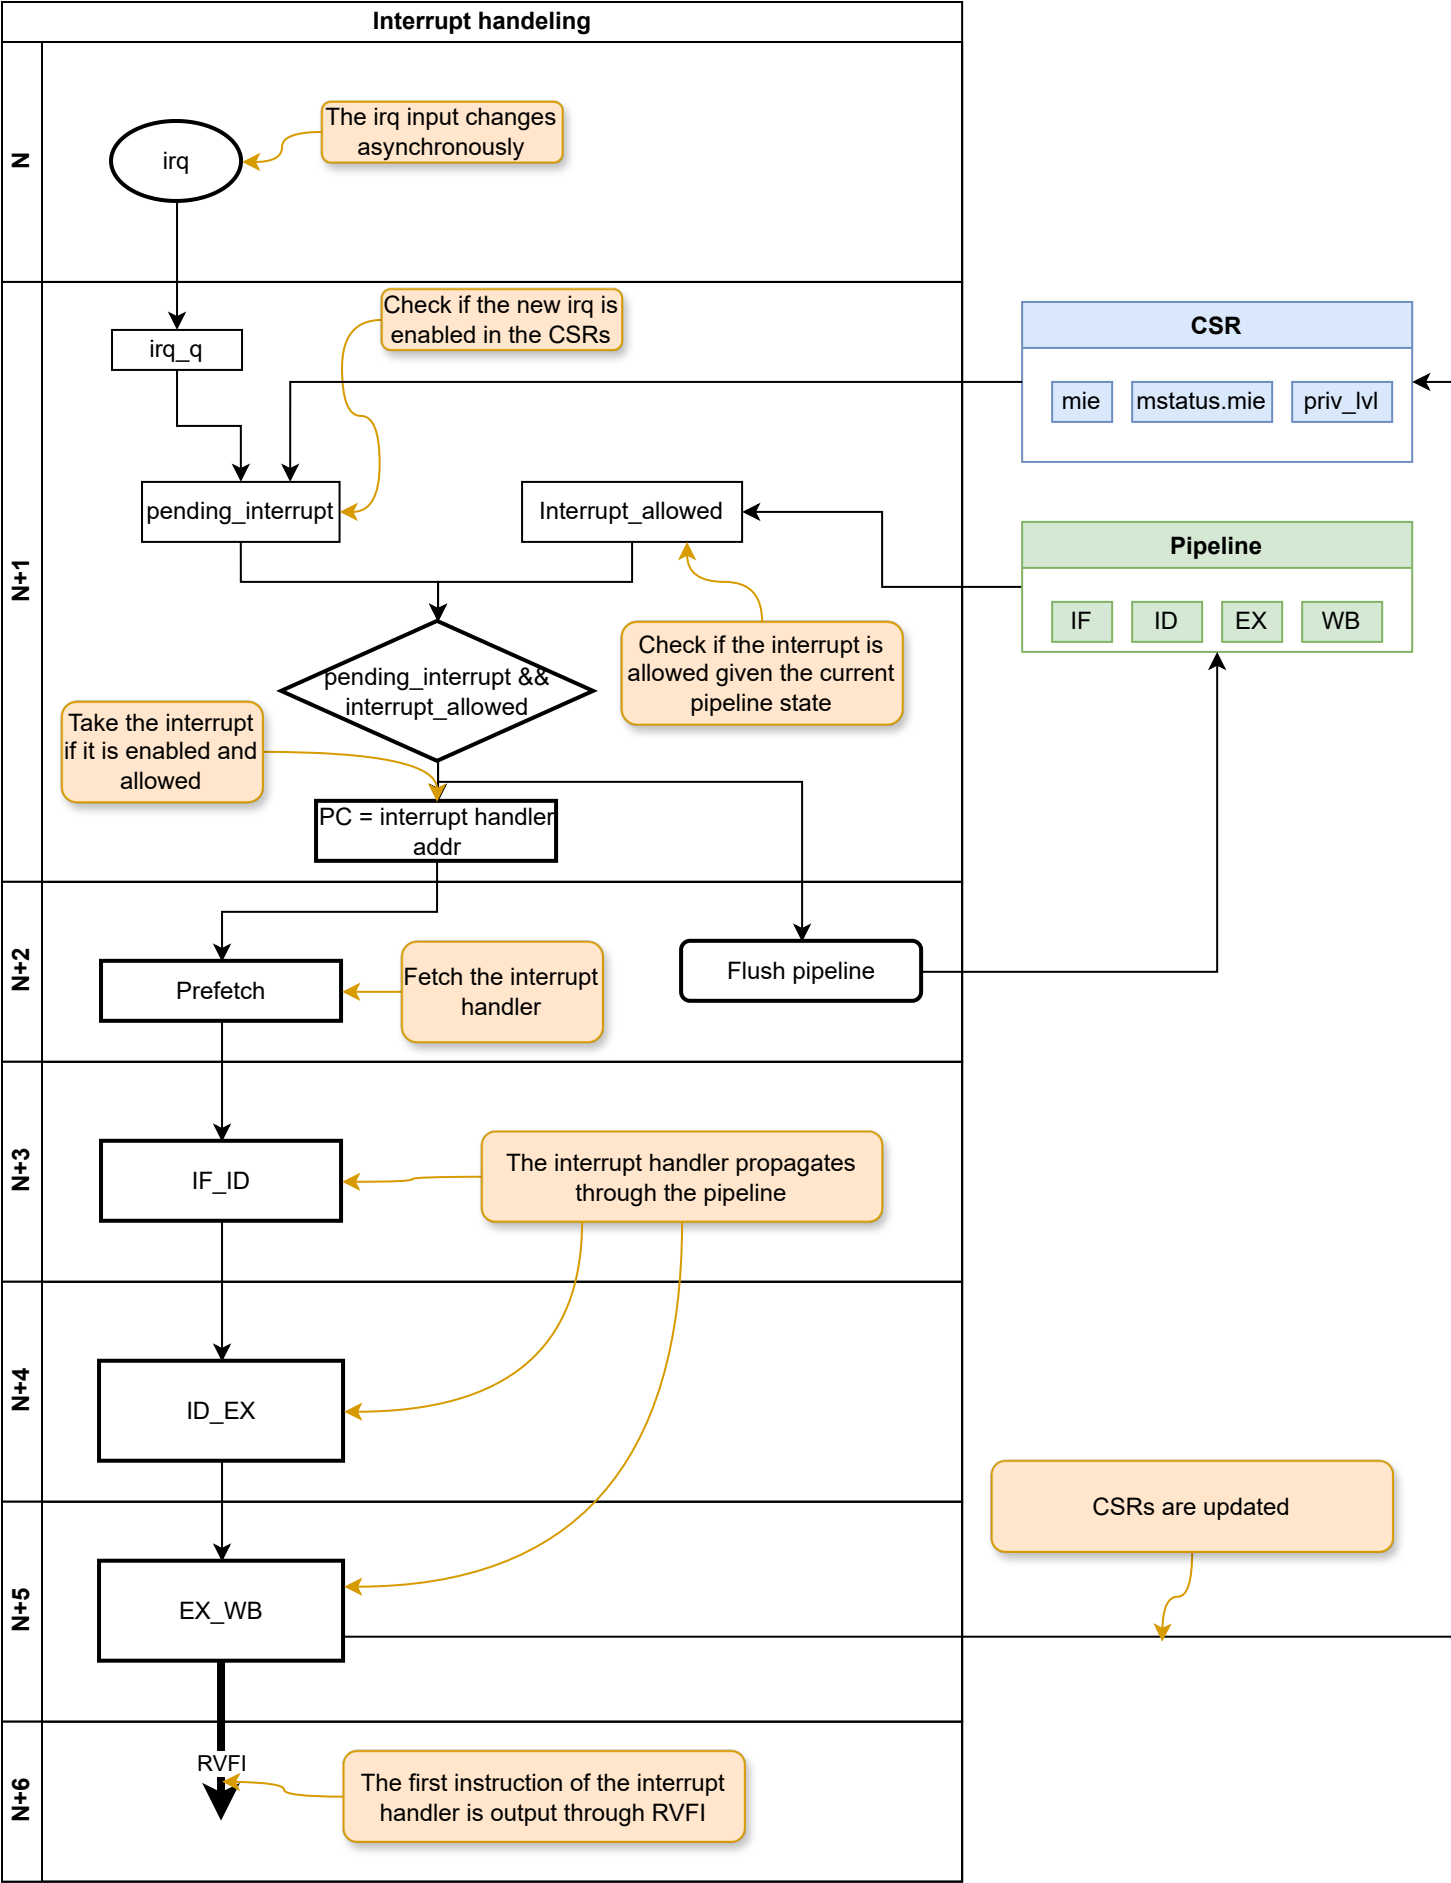 Interrupt handeling
N
irq
The irq input changes
asynchronously
N+1
irq_q
Check if the new irq is
enabled in the CSRs
CSR
mie
mstatus.mie
priv_lvl
pending_interrupt
Interrupt_allowed
Pipeline
IF
ID
EX
WB
pending_interrupt &&
interrupt_allowed
Check if the interrupt is
allowed given the current
pipeline state
Take the interrupt
if it is enabled and
allowed
PC = interrupt handler
addr
N+2
Prefetch
Fetch the interrupt
handler
Flush pipeline
N+3
IF_ID
The interrupt handler propagates
through the pipeline
N+4
ID_EX
N+5
EX_WB
CSRs are updated
N+6
RVFI
The first instruction of the interrupt
handler is output through RVFI